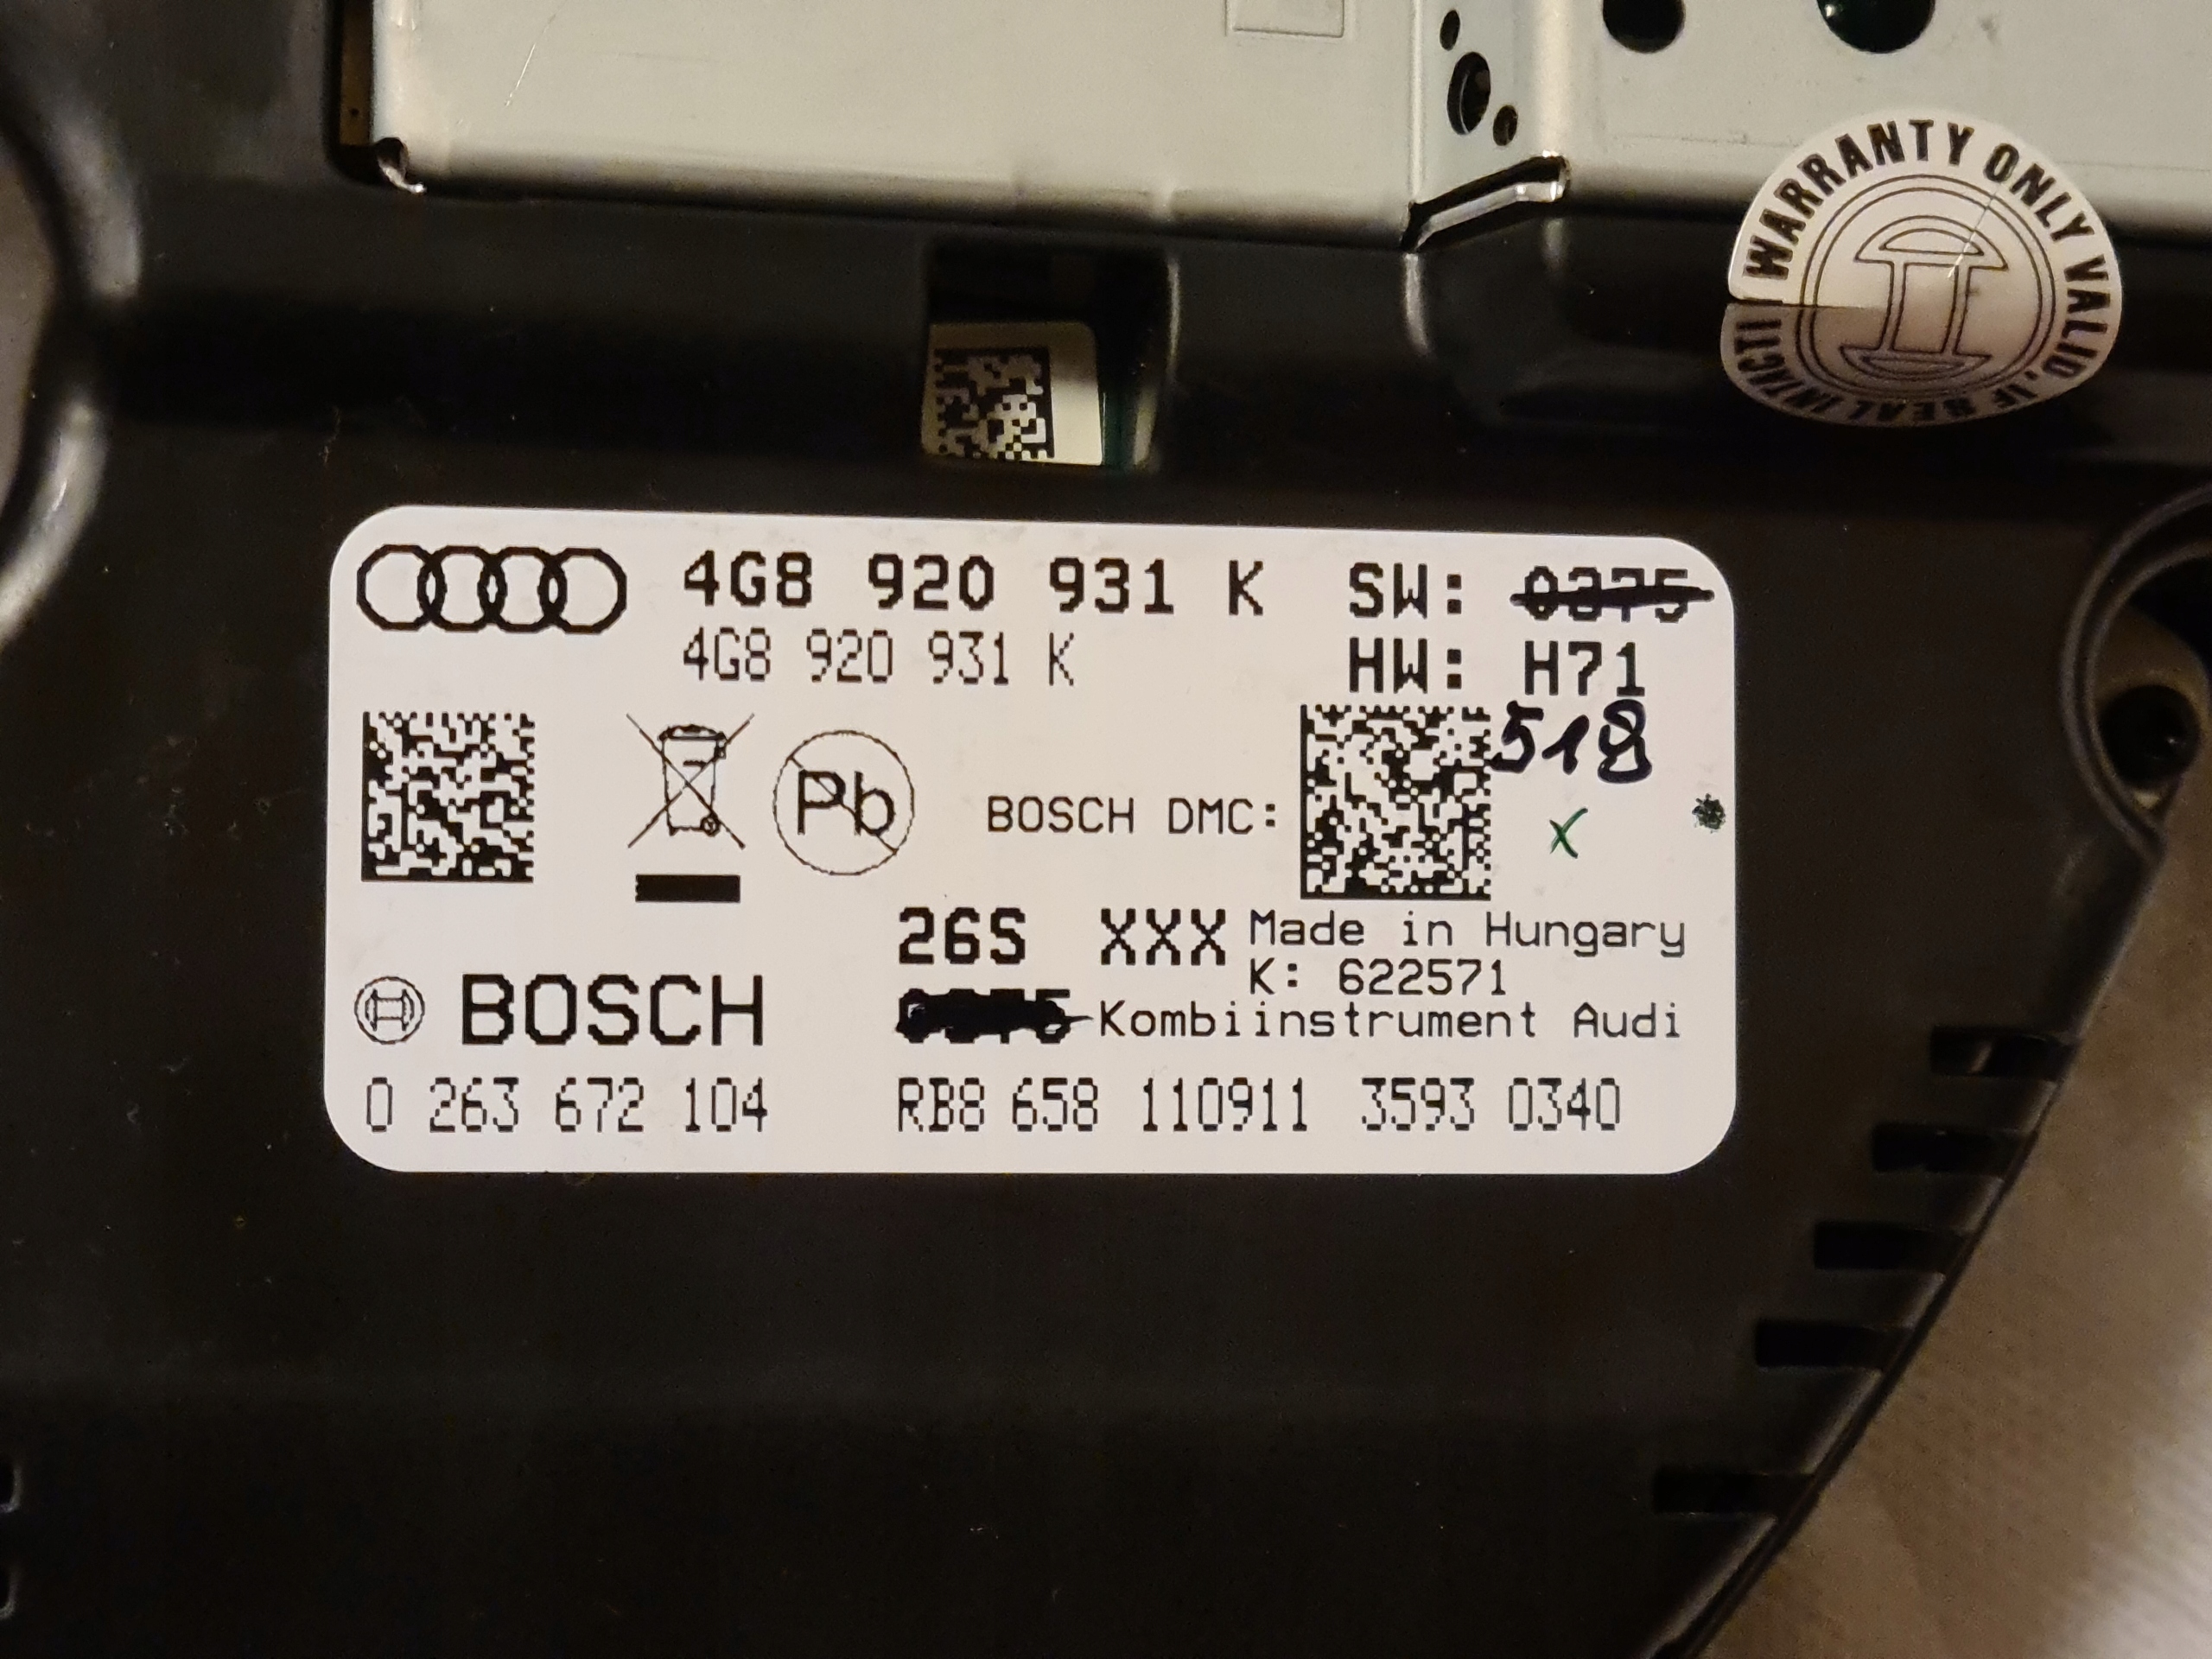 WARRANTY ONLY VALID, IF SEAL INTACT!
4G8 920 931 K SW: 0375
4G8 920 931 K HW: H71
518
Pb BOSCH DMC: x
26S XXX Made in Hungary
K: 622571
BOSCH Kombiinstrument Audi
0 263 672 104 RB8 658 110911 3593 0340